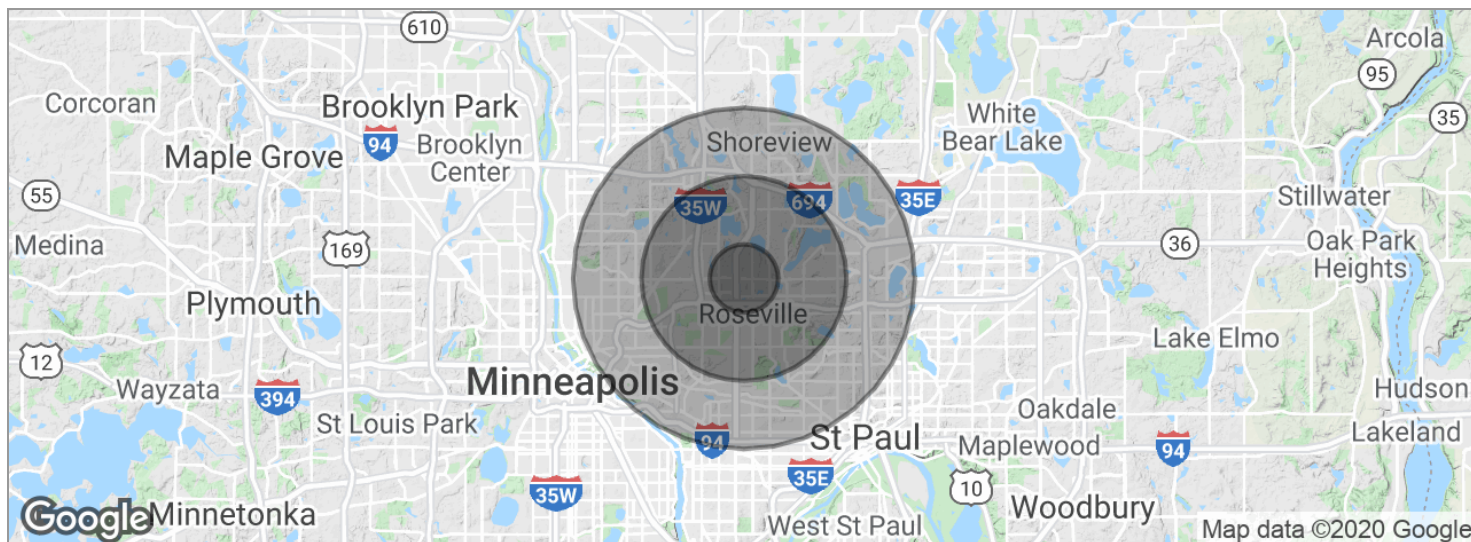 610
Arcola
95
Corcoran
Brooklyn Park
White
Bear Lake
35
94
Brooklyn
Center
Shoreview
Maple Grove
55
35W
694
35E
Stillwater
Medina
169
36
Oak Park
Heights
Plymouth
Roseville
Lake Elmo
12
Wayzata
394
Minneapolis
Hudson
St Louis Park
94
St Paul
Oakdale
Maplewood
94
Lakeland
35W
35E
10
Woodbury
Google
Minnetonka
West St Paul
Map data ©2020 Google